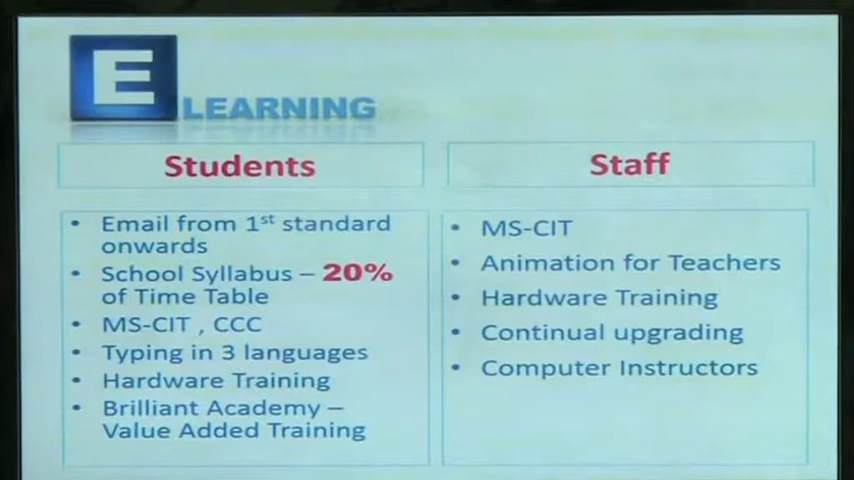 E LEARNING
Students
• Email from 1st standard
onwards
• School Syllabus – 20%
of Time Table
• MS-CIT , CCC
• Typing in 3 languages
• Hardware Training
• Brilliant Academy –
Value Added Training
Staff
• MS-CIT
• Animation for Teachers
• Hardware Training
• Continual upgrading
• Computer Instructors